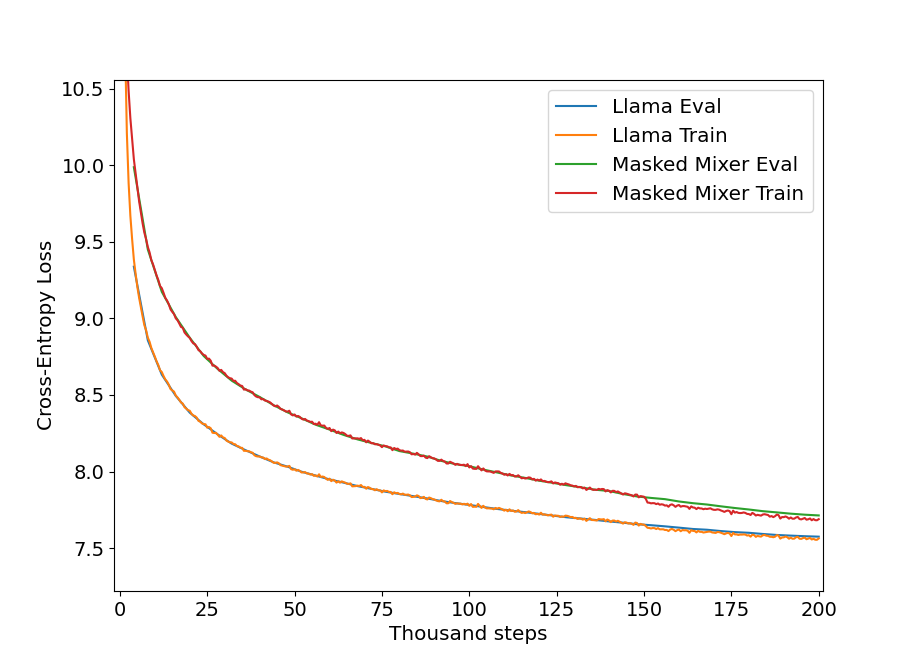 10.5
10.0
9.5
9.0
8.5
8.0
7.5
Cross-Entropy Loss
Llama Eval
Llama Train
Masked Mixer Eval
Masked Mixer Train
0 25 50 75 100 125 150 175 200
Thousand steps